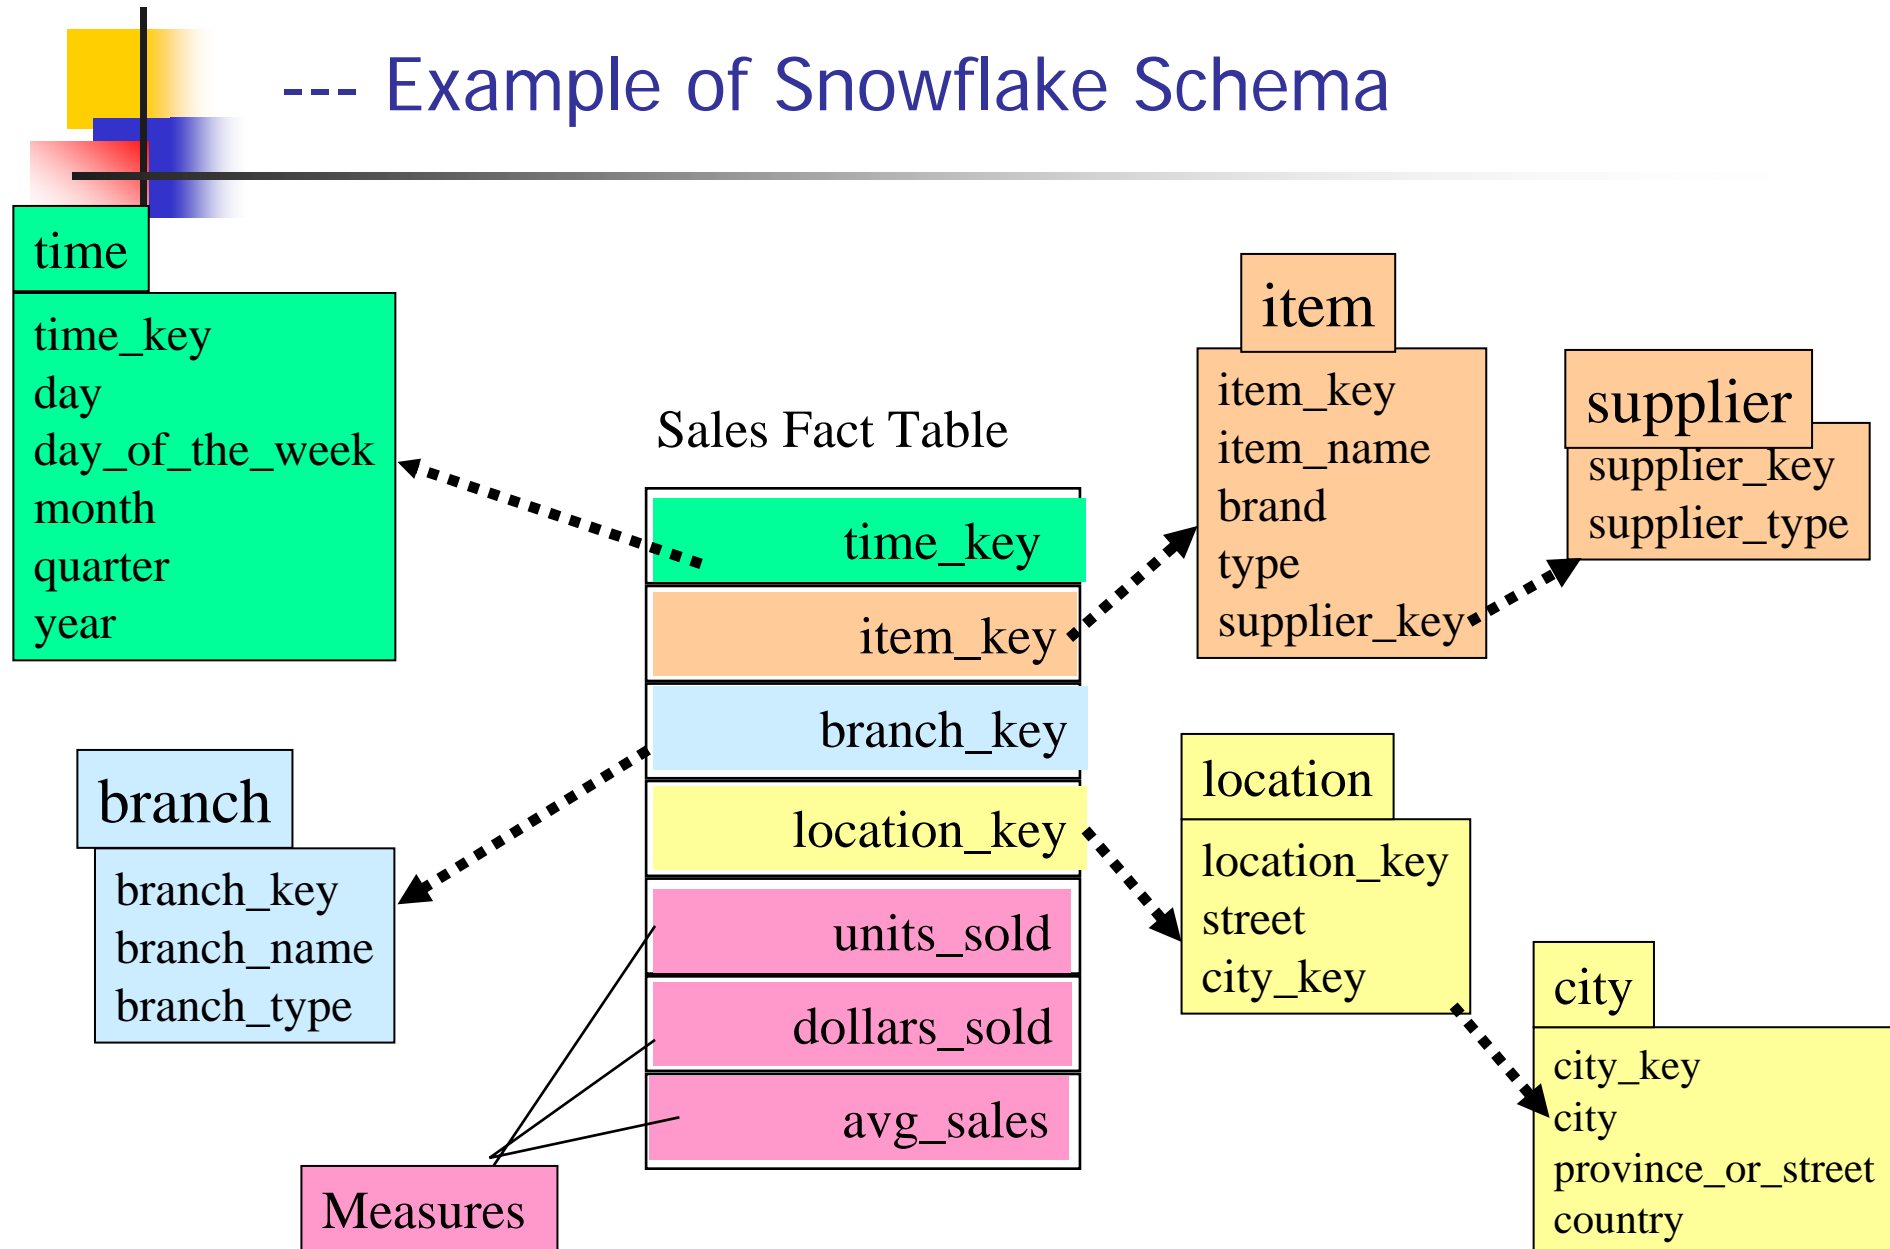 --- Example of Snowflake Schema
time
time_key
day
day_of_the_week
month
quarter
year
Sales Fact Table
time_key
item_key
branch_key
location_key
units_sold
dollars_sold
avg_sales
item
item_key
item_name
brand
type
supplier_key
supplier
supplier_key
supplier_type
branch
branch_key
branch_name
branch_type
location
location_key
street
city_key
city
city_key
city
province_or_street
country
Measures